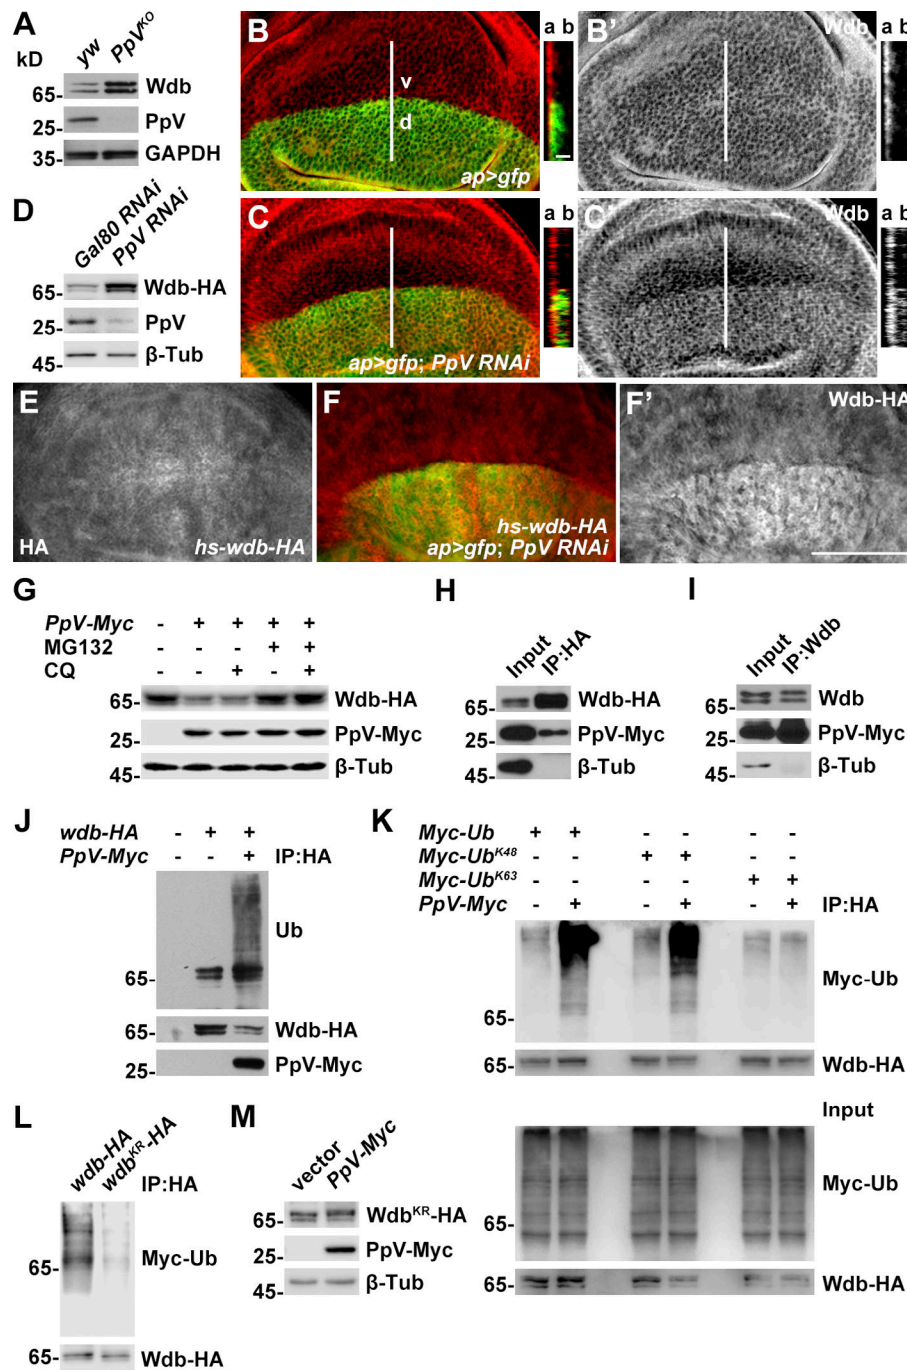 A
yw PpV^KO
kD
65- Wdb
25- PpV
35- GAPDH
B
v
d
ap>gfp
a b
B' Wdb
a b
D
Gal80 RNAi PpV RNAi
65- Wdb-HA
25- PpV
45- β-Tub
C
ap>gfp; PpV RNAi
a b
C' Wdb
a b
E
HA hs-wdb-HA
F
hs-wdb-HA
ap>gfp; PpV RNAi
F' Wdb-HA
G
PpV-Myc - + + + +
MG132 - - - + +
CQ - - + - +
65- Wdb-HA
25- PpV-Myc
45- β-Tub
H
Input IP:HA
65- Wdb-HA
25- PpV-Myc
45- β-Tub
I
Input IP:Wdb
65- Wdb
25- PpV-Myc
45- β-Tub
J
wdb-HA - + +
PpV-Myc - - + IP:HA
Ub
65-
65- Wdb-HA
25- PpV-Myc
K
Myc-Ub + + - - - -
Myc-Ub^K48 - - + + - -
Myc-Ub^K63 - - - - + +
PpV-Myc - + - + - + IP:HA
Myc-Ub
65-
65- Wdb-HA
Input
Myc-Ub
65-
65- Wdb-HA
L
wdb-HA wdb^KR-HA
IP:HA
65- Myc-Ub
65- Wdb-HA
M
vector PpV-Myc
65- Wdb^KR-HA
25- PpV-Myc
45- β-Tub